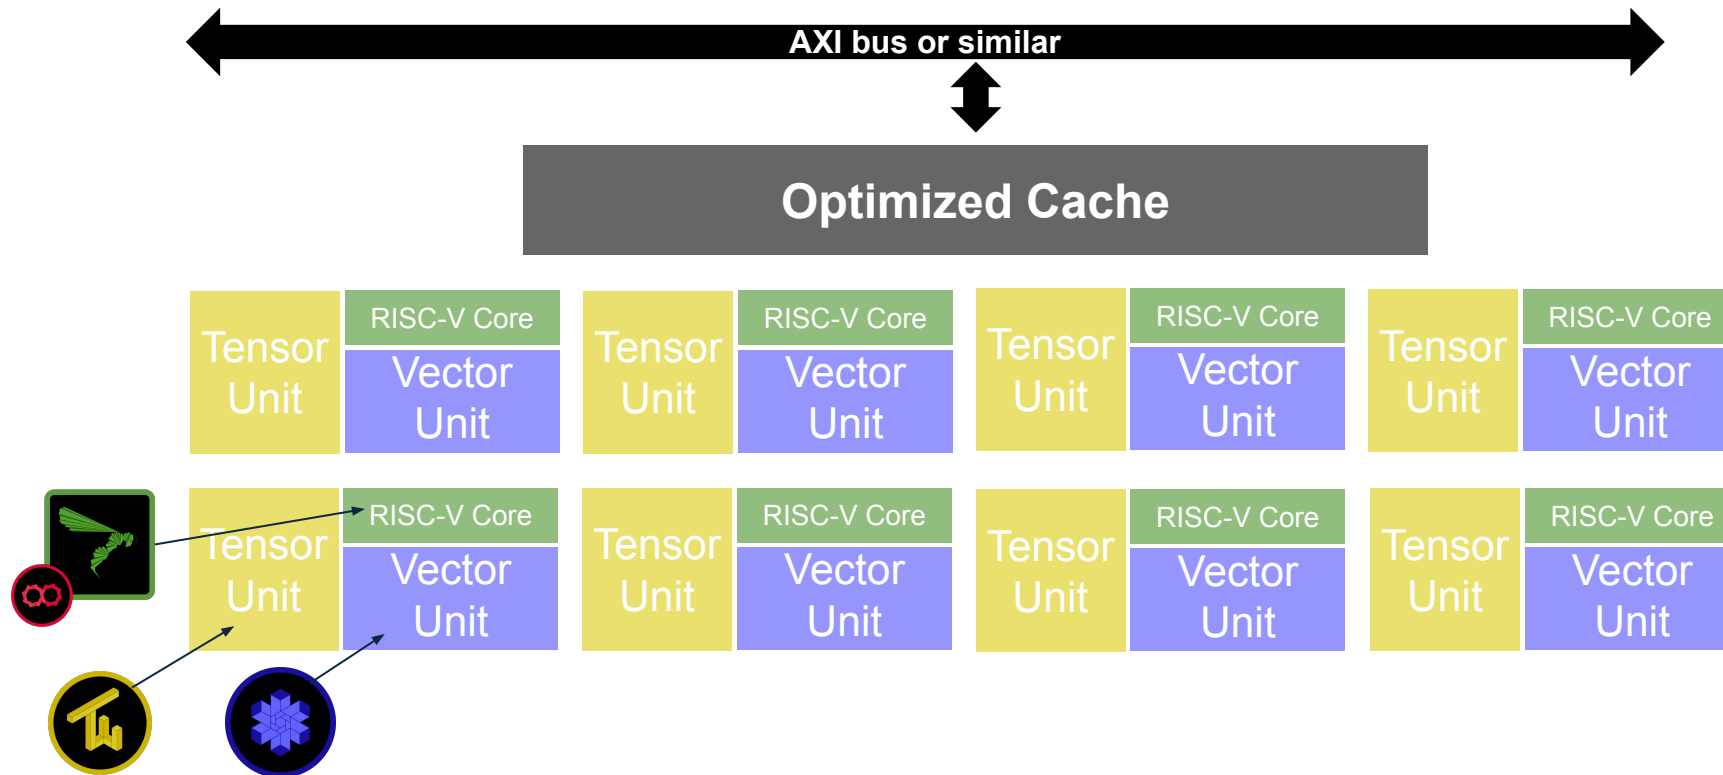 AXI bus or similar
Optimized Cache
Tensor
Unit
RISC-V Core
Vector
Unit
Tensor
Unit
RISC-V Core
Vector
Unit
Tensor
Unit
RISC-V Core
Vector
Unit
Tensor
Unit
RISC-V Core
Vector
Unit
Tensor
Unit
RISC-V Core
Vector
Unit
Tensor
Unit
RISC-V Core
Vector
Unit
Tensor
Unit
RISC-V Core
Vector
Unit
Tensor
Unit
RISC-V Core
Vector
Unit